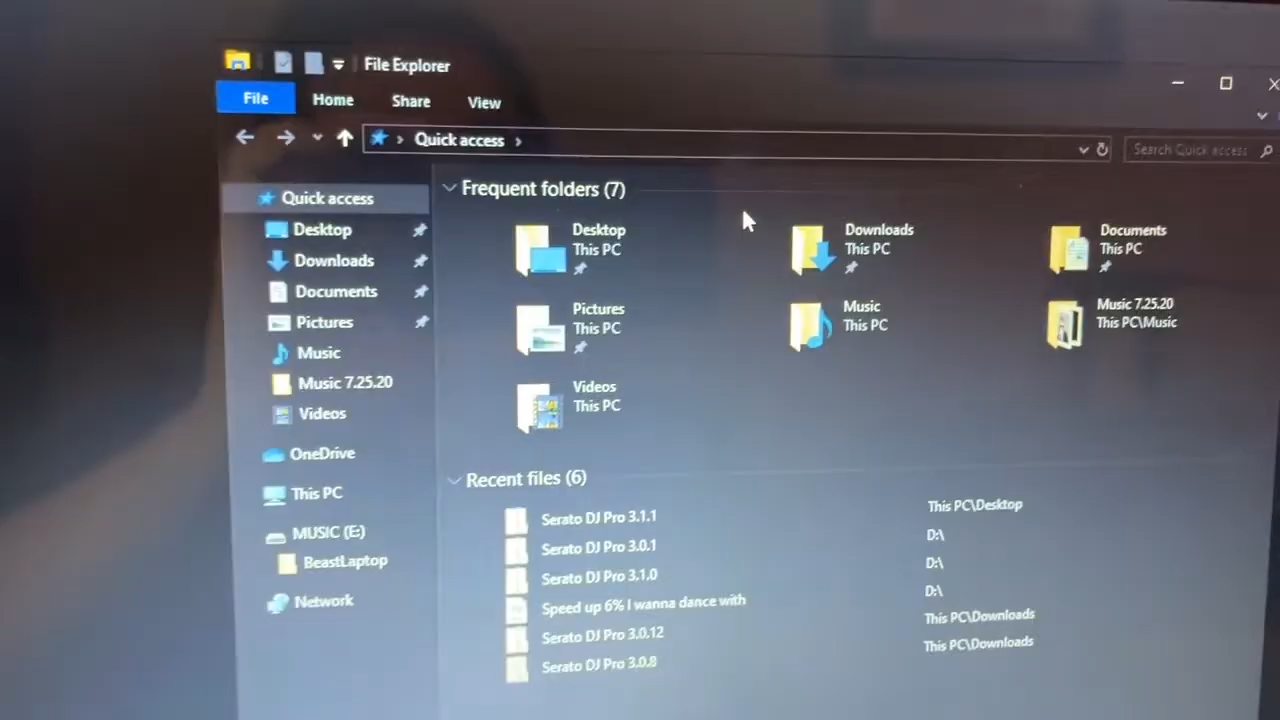 File Explorer
File Home Share View
Quick access
Search Quick access
Quick access
Desktop
Downloads
Documents
Pictures
Music
Music 7.25.20
Videos
OneDrive
This PC
MUSIC (E:)
BeastLaptop
Network
Frequent folders (7)
Desktop
This PC
Downloads
This PC
Documents
This PC
Pictures
This PC
Music
This PC
Music 7.25.20
This PC\Music
Videos
This PC
Recent files (6)
Serato DJ Pro 3.1.1 This PC\Desktop
Serato DJ Pro 3.0.1 D:\
Serato DJ Pro 3.1.0 D:\
Speed up 6% I wanna dance with D:\
Serato DJ Pro 3.0.12 This PC\Downloads
Serato DJ Pro 3.0.8 This PC\Downloads